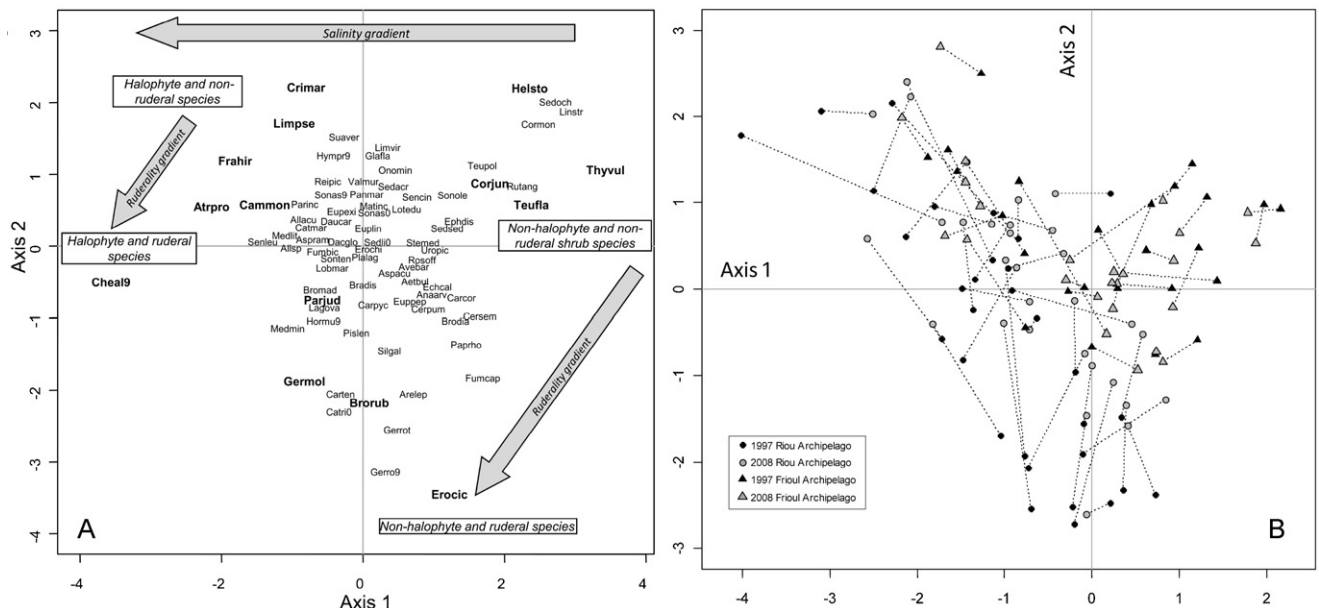 3
Salinity gradient
Halophyte and non-
ruderal species
Crimar
Helsto
Sedoch
2
Linstr
Limpse
Cormon
Suaver
Limvir
Hympr9
Glafla
Ruderality gradient
Frahir
Onomin
Teupol
Thyvul
1
Reipic
Valmur
Sedacr
Corjun
Rutang
Sonas9
Panmar
Sencin
Sonole
Atrpro
Cammon
Parinc
Matinc
Lotedu
Teufla
Eupexi
Sonas0
Allacu
Daucar
Ephdis
Catmar
Euplin
Sedsed
Non-halophyte and non-
ruderal shrub species
Medlit
Aspram
Halophyte and ruderal
species
Senleu
Dacglo
Sedil0
Stemed
0
Allsp
Fumbic
Erochi
Uropic
Sonten
Plalag
Rosoff
Lobmar
Avebar
Aspacu
Cheal9
Bradis
Aetbul
Bromad
Echcal
Parjud
Anaarv
Carcor
Lagova
Carpyc
Euppep
Cerpum
Hormu9
Cersem
-1
Medmin
Brodia
Pislen
Paprho
Silgal
Ruderality gradient
Germol
Fumcap
-2
Carten
Arelep
Brorub
Catri0
Gerrot
-3
Gerro9
Erocic
A
Non-halophyte and ruderal species
-4
Axis 2
-4 -2 0 2 4
Axis 1
3
Axis 2
2
1
Axis 1
0
-1
-2
-3
1997 Riou Archipelago
2008 Riou Archipelago
1997 Frioul Archipelago
2008 Frioul Archipelago
B
-4 -3 -2 -1 0 1 2